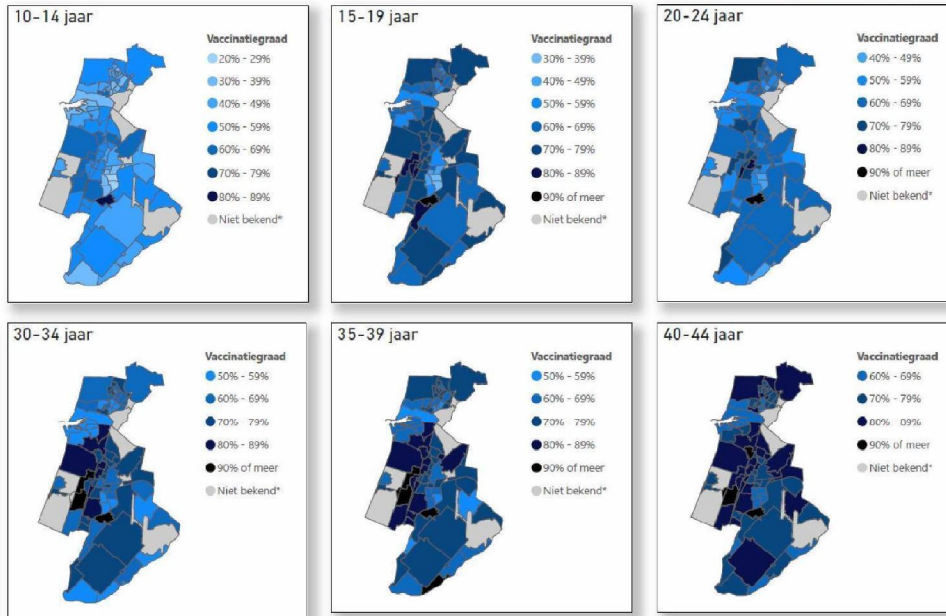 10-14 jaar
Vaccinatiegraad
20% - 29%
30% - 39%
40% - 49%
50% - 59%
60% - 69%
70% - 79%
80% - 89%
Niet bekend*
15-19 jaar
Vaccinatiegraad
30% - 39%
40% - 49%
50% - 59%
60% - 69%
70% - 79%
80% - 89%
90% of meer
Niet bekend*
20-24 jaar
Vaccinatiegraad
40% - 49%
50% - 59%
60% - 69%
70% - 79%
80% - 89%
90% of meer
Niet bekend*
30-34 jaar
Vaccinatiegraad
50% - 59%
60% - 69%
70% - 79%
80% - 89%
90% of meer
Niet bekend*
35-39 jaar
Vaccinatiegraad
50% - 59%
60% - 69%
70% - 79%
80% - 89%
90% of meer
Niet bekend*
40-44 jaar
Vaccinatiegraad
60% - 69%
70% - 79%
80% - 89%
90% of meer
Niet bekend*